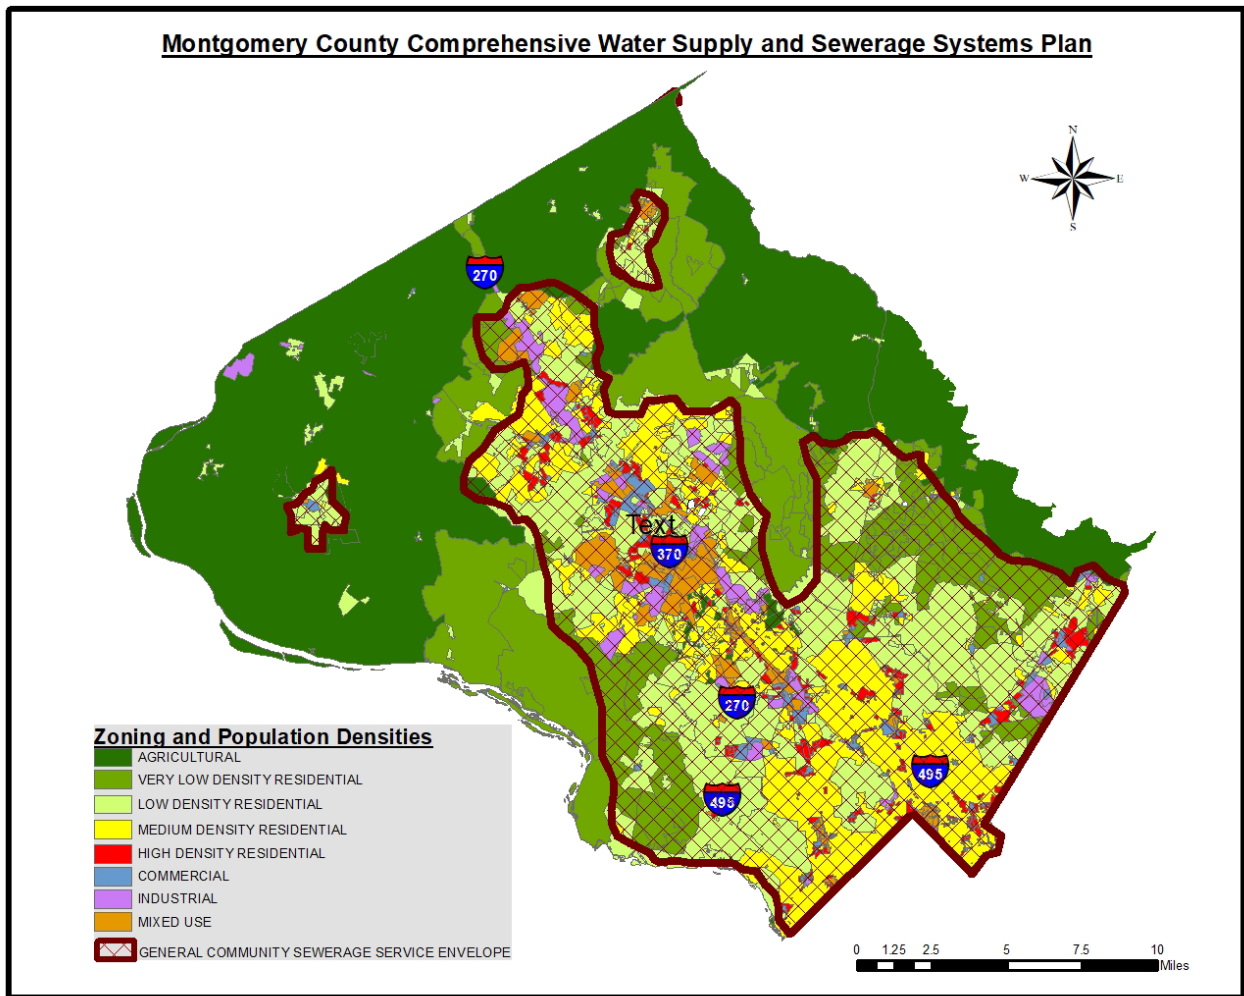 Montgomery County Comprehensive Water Supply and Sewerage Systems Plan
N
W E
S
270
Text
370
270
495
495
Zoning and Population Densities
AGRICULTURAL
VERY LOW DENSITY RESIDENTIAL
LOW DENSITY RESIDENTIAL
MEDIUM DENSITY RESIDENTIAL
HIGH DENSITY RESIDENTIAL
COMMERCIAL
INDUSTRIAL
MIXED USE
GENERAL COMMUNITY SEWERAGE SERVICE ENVELOPE
0 1.25 2.5 5 7.5 10
Miles